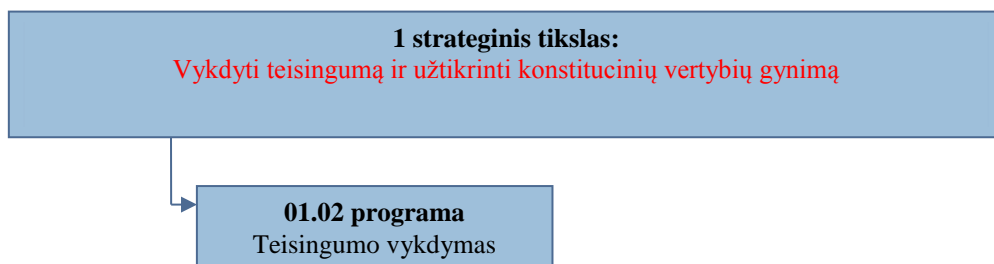 1 strateginis tikslas:
Vykdyti teisingumą ir užtikrinti konstitucinių vertybių gynimą
01.02 programa
Teisingumo vykdymas